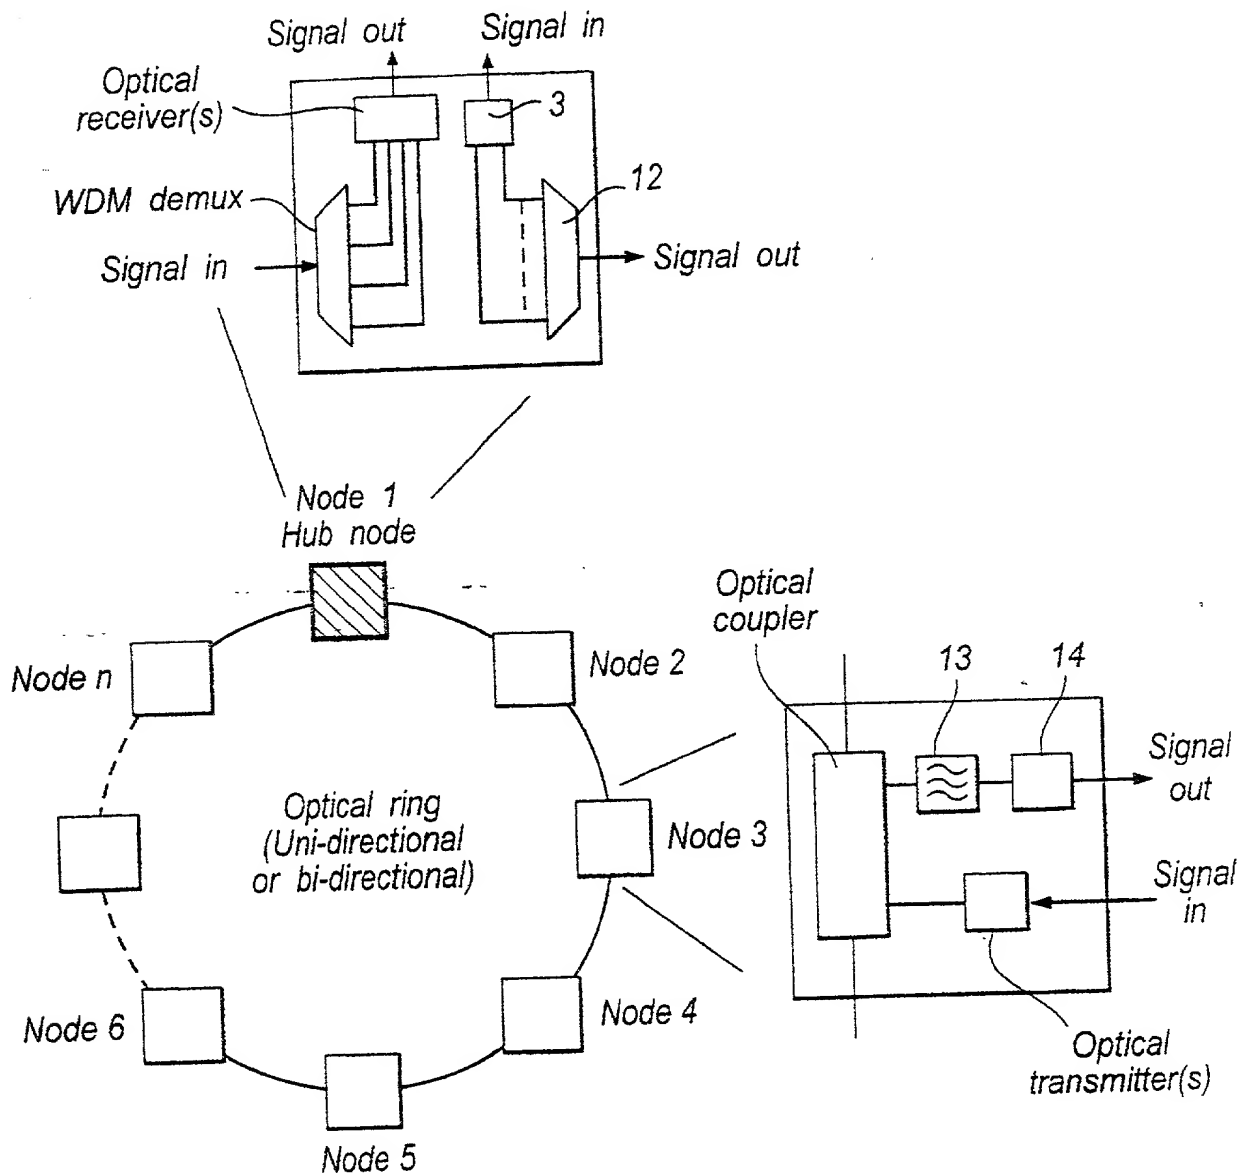 Signal out
Signal in
Optical
receiver(s)
3
WDM demux
12
Signal in
Signal out
Node 1
Hub node
Optical
coupler
Node n
Node 2
13
14
Signal
out
Optical ring
(Uni-directional
or bi-directional)
Node 3
Signal
in
Node 6
Node 4
Optical
transmitter(s)
Node 5